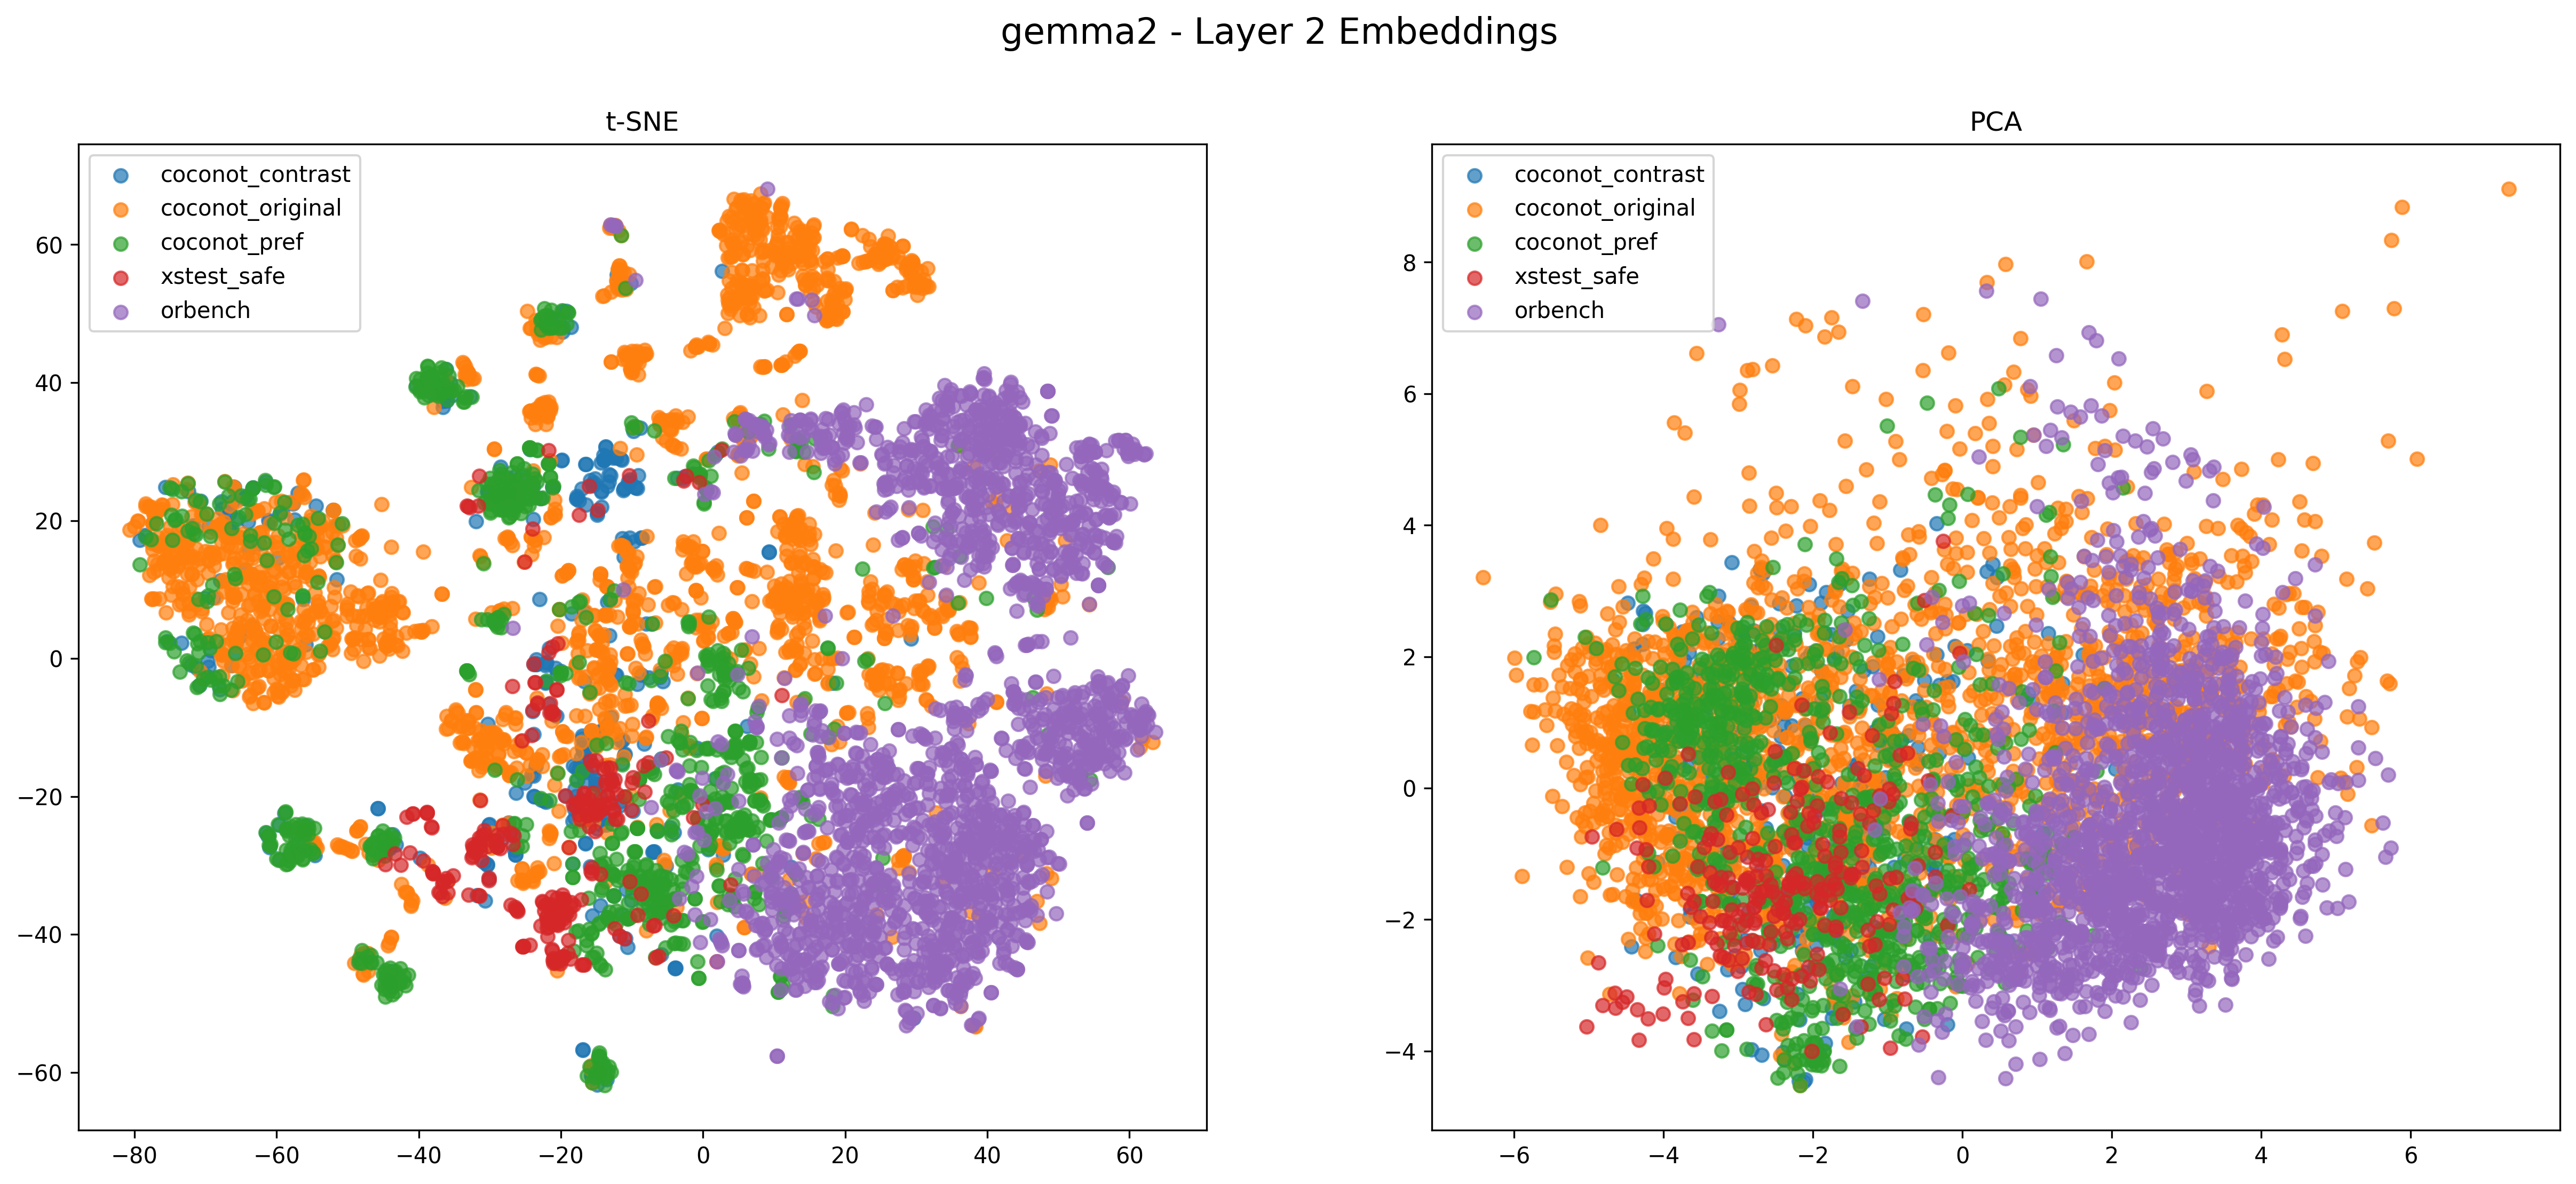 gemma2 - Layer 2 Embeddings
t-SNE
coconot_contrast
coconot_original
coconot_pref
xstest_safe
orbench
60
40
20
0
−20
−40
−60
−80
−60
−40
−20
0
20
40
60
PCA
coconot_contrast
coconot_original
coconot_pref
xstest_safe
orbench
8
6
4
2
0
−2
−4
−6
−4
−2
0
2
4
6